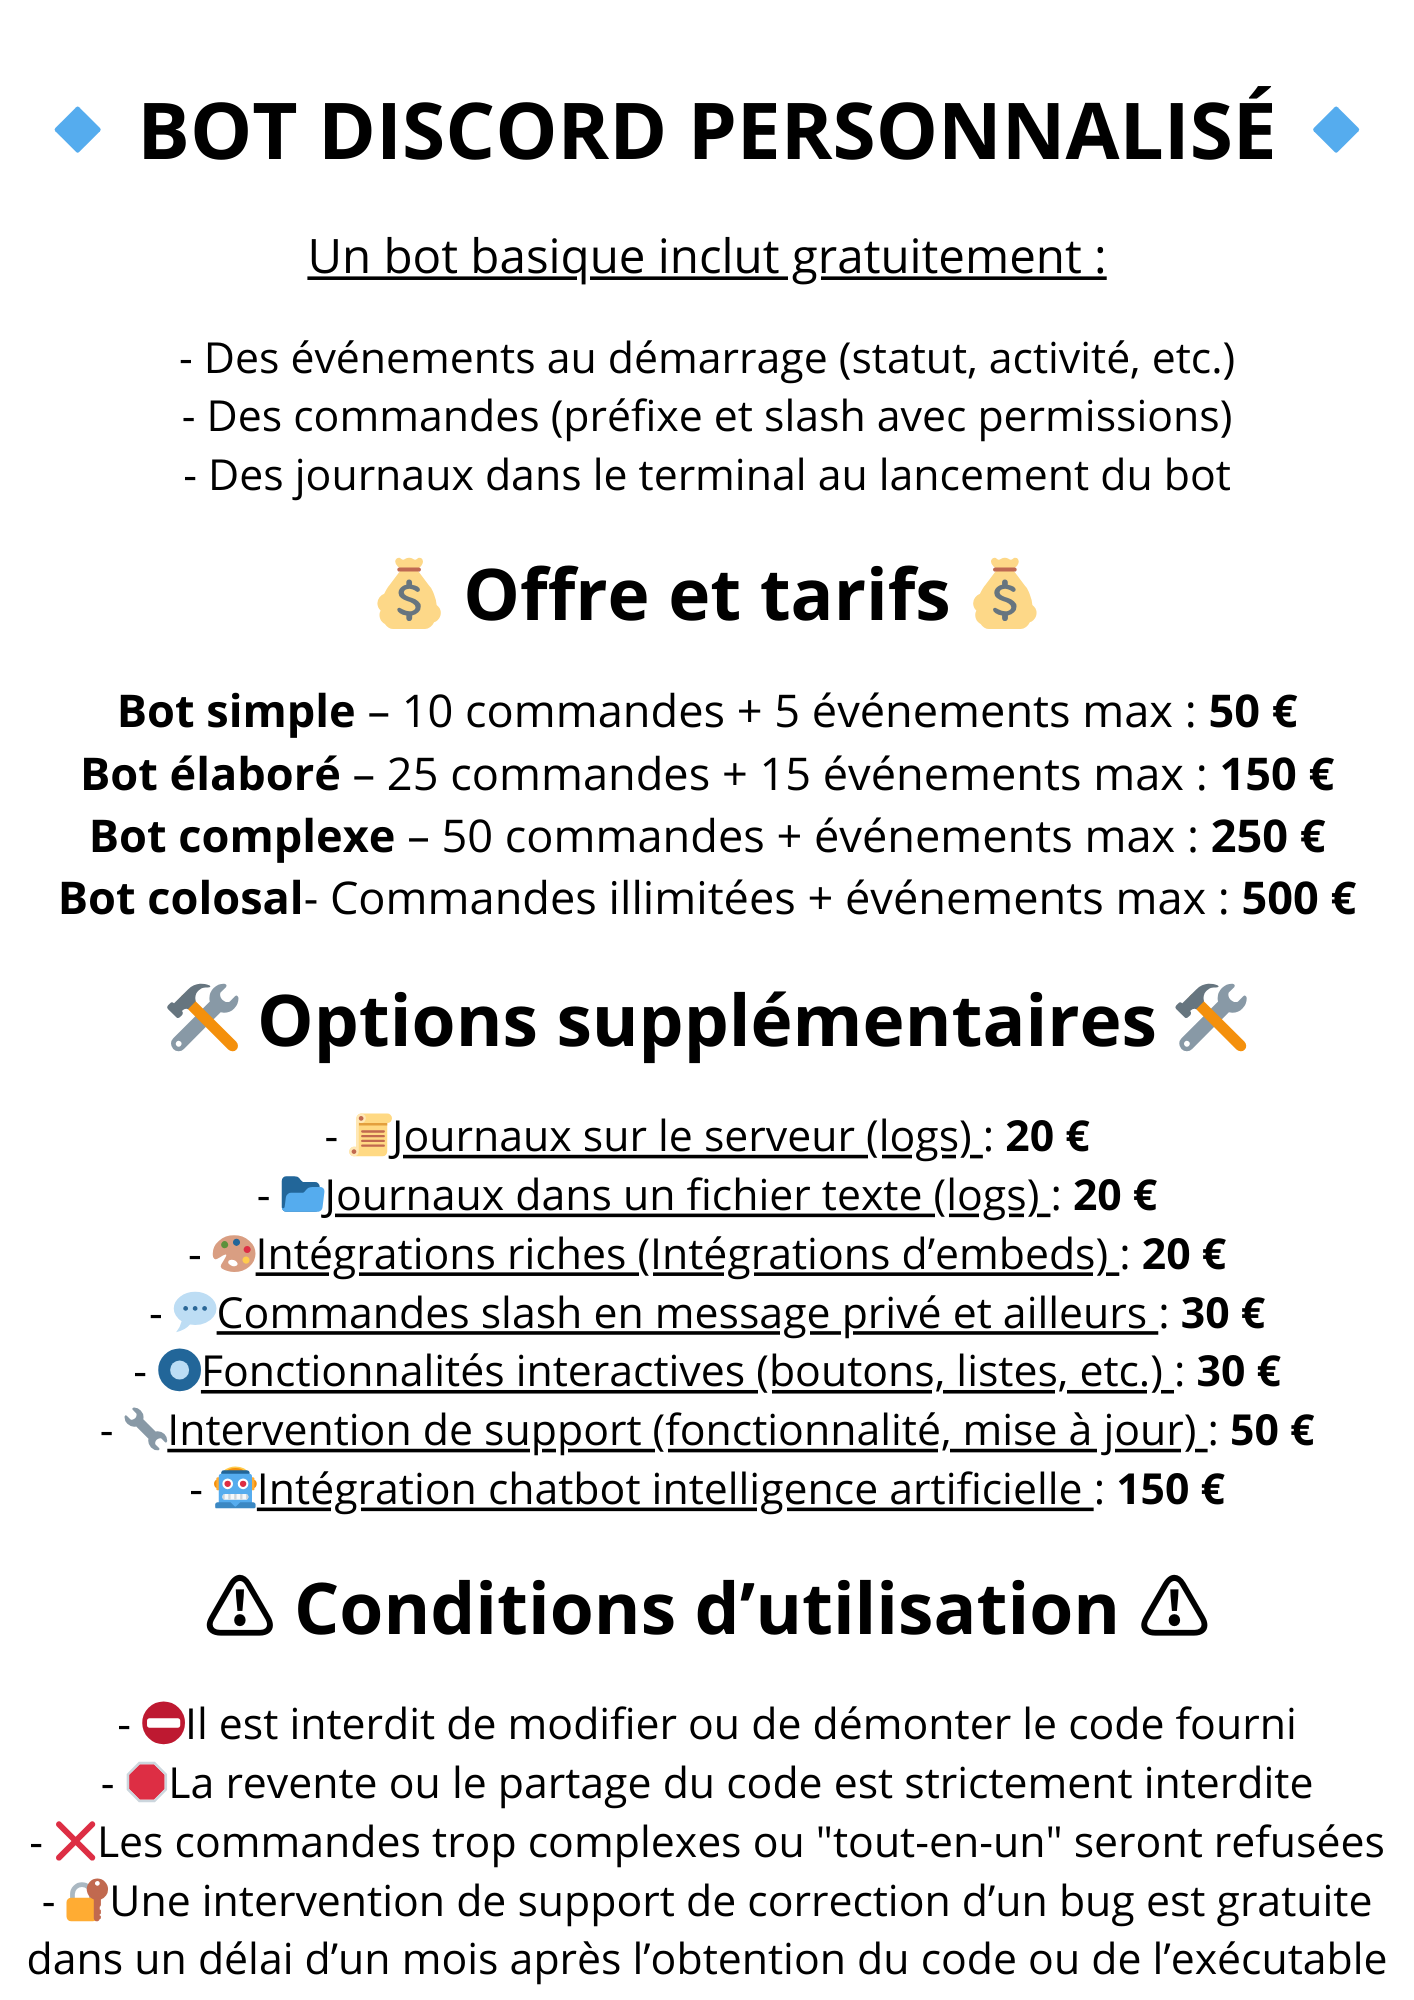 🔹 BOT DISCORD PERSONNALISÉ 🔹
Un bot basique inclut gratuitement :
- Des événements au démarrage (statut, activité, etc.)
- Des commandes (préfixe et slash avec permissions)
- Des journaux dans le terminal au lancement du bot
💰 Offre et tarifs 💰
Bot simple – 10 commandes + 5 événements max : 50 €
Bot élaboré – 25 commandes + 15 événements max : 150 €
Bot complexe – 50 commandes + événements max : 250 €
Bot colosal- Commandes illimitées + événements max : 500 €
🛠 Options supplémentaires 🛠
- 📜Journaux sur le serveur (logs) : 20 €
- 📂Journaux dans un fichier texte (logs) : 20 €
- 🎨Intégrations riches (Intégrations d’embeds) : 20 €
- 💬Commandes slash en message privé et ailleurs : 30 €
- 🔘Fonctionnalités interactives (boutons, listes, etc.) : 30 €
- 🔧Intervention de support (fonctionnalité, mise à jour) : 50 €
- 🤖Intégration chatbot intelligence artificielle : 150 €
⚠ Conditions d’utilisation ⚠
- ⛔Il est interdit de modifier ou de démonter le code fourni
- 🛑La revente ou le partage du code est strictement interdite
- ❌Les commandes trop complexes ou "tout-en-un" seront refusées
- 🔐Une intervention de support de correction d’un bug est gratuite
dans un délai d’un mois après l’obtention du code ou de l’exécutable